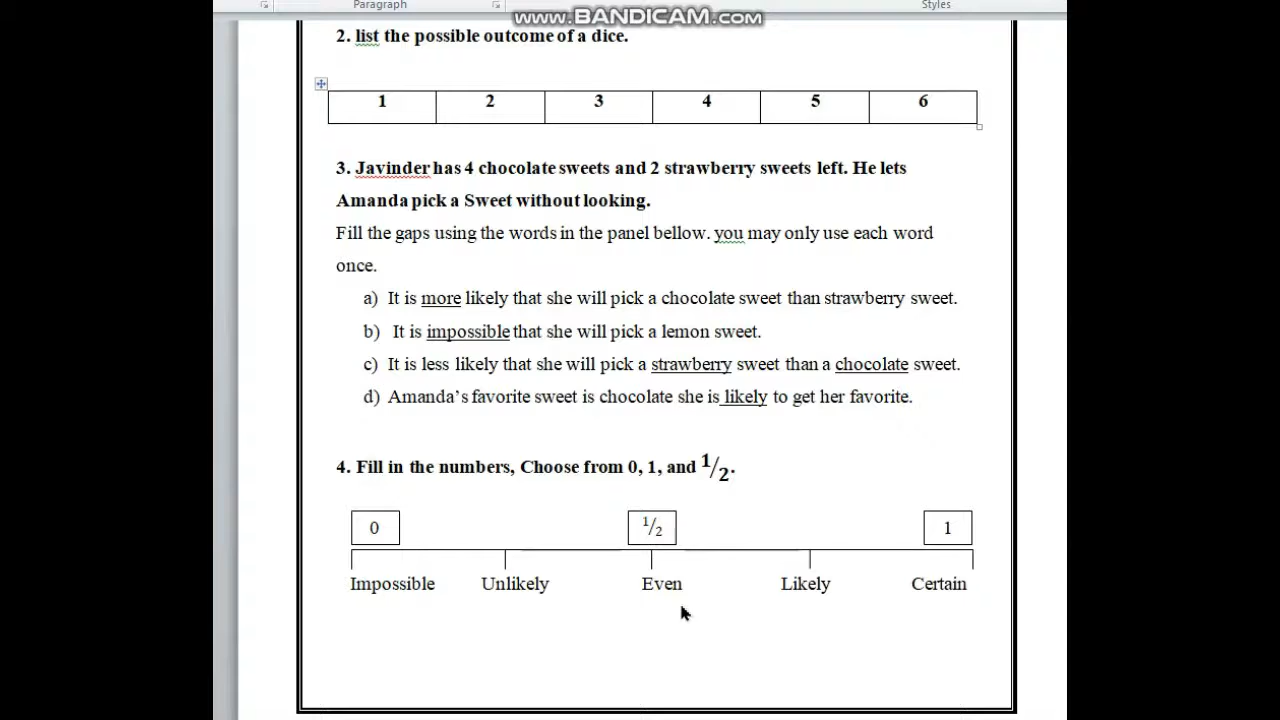 Paragraph Styles
www.BANDICAM.com
2. list the possible outcome of a dice.
1 2 3 4 5 6
3. Javinder has 4 chocolate sweets and 2 strawberry sweets left. He lets
Amanda pick a Sweet without looking.
Fill the gaps using the words in the panel bellow. you may only use each word
once.
a) It is more likely that she will pick a chocolate sweet than strawberry sweet.
b) It is impossible that she will pick a lemon sweet.
c) It is less likely that she will pick a strawberry sweet than a chocolate sweet.
d) Amanda’s favorite sweet is chocolate she is likely to get her favorite.
4. Fill in the numbers, Choose from 0, 1, and 1/2.
0 1/2 1
Impossible Unlikely Even Likely Certain